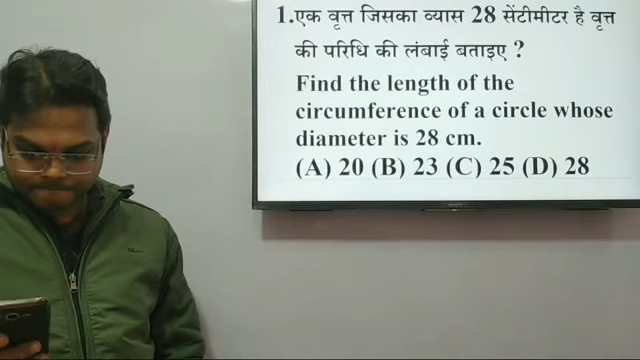 1.एक वृत्त जिसका व्यास 28 सेंटीमीटर है वृत्त
की परिधि की लंबाई बताइए ?
Find the length of the
circumference of a circle whose
diameter is 28 cm.
(A) 20 (B) 23 (C) 25 (D) 28